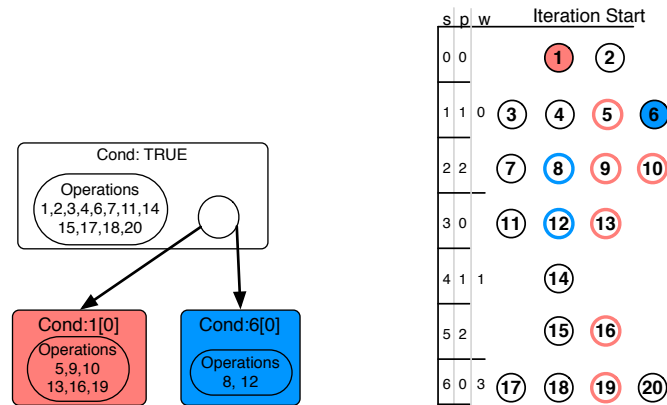 Cond: TRUE
Operations
1,2,3,4,6,7,11,14
15,17,18,20
Cond:1[0]
Operations
5,9,10
13,16,19
Cond:6[0]
Operations
8, 12
s p w Iteration Start
0 0 1 2
1 1 0 3 4 5 6
2 2 7 8 9 10
3 0 11 12 13
4 1 1 14
5 2 15 16
6 0 3 17 18 19 20